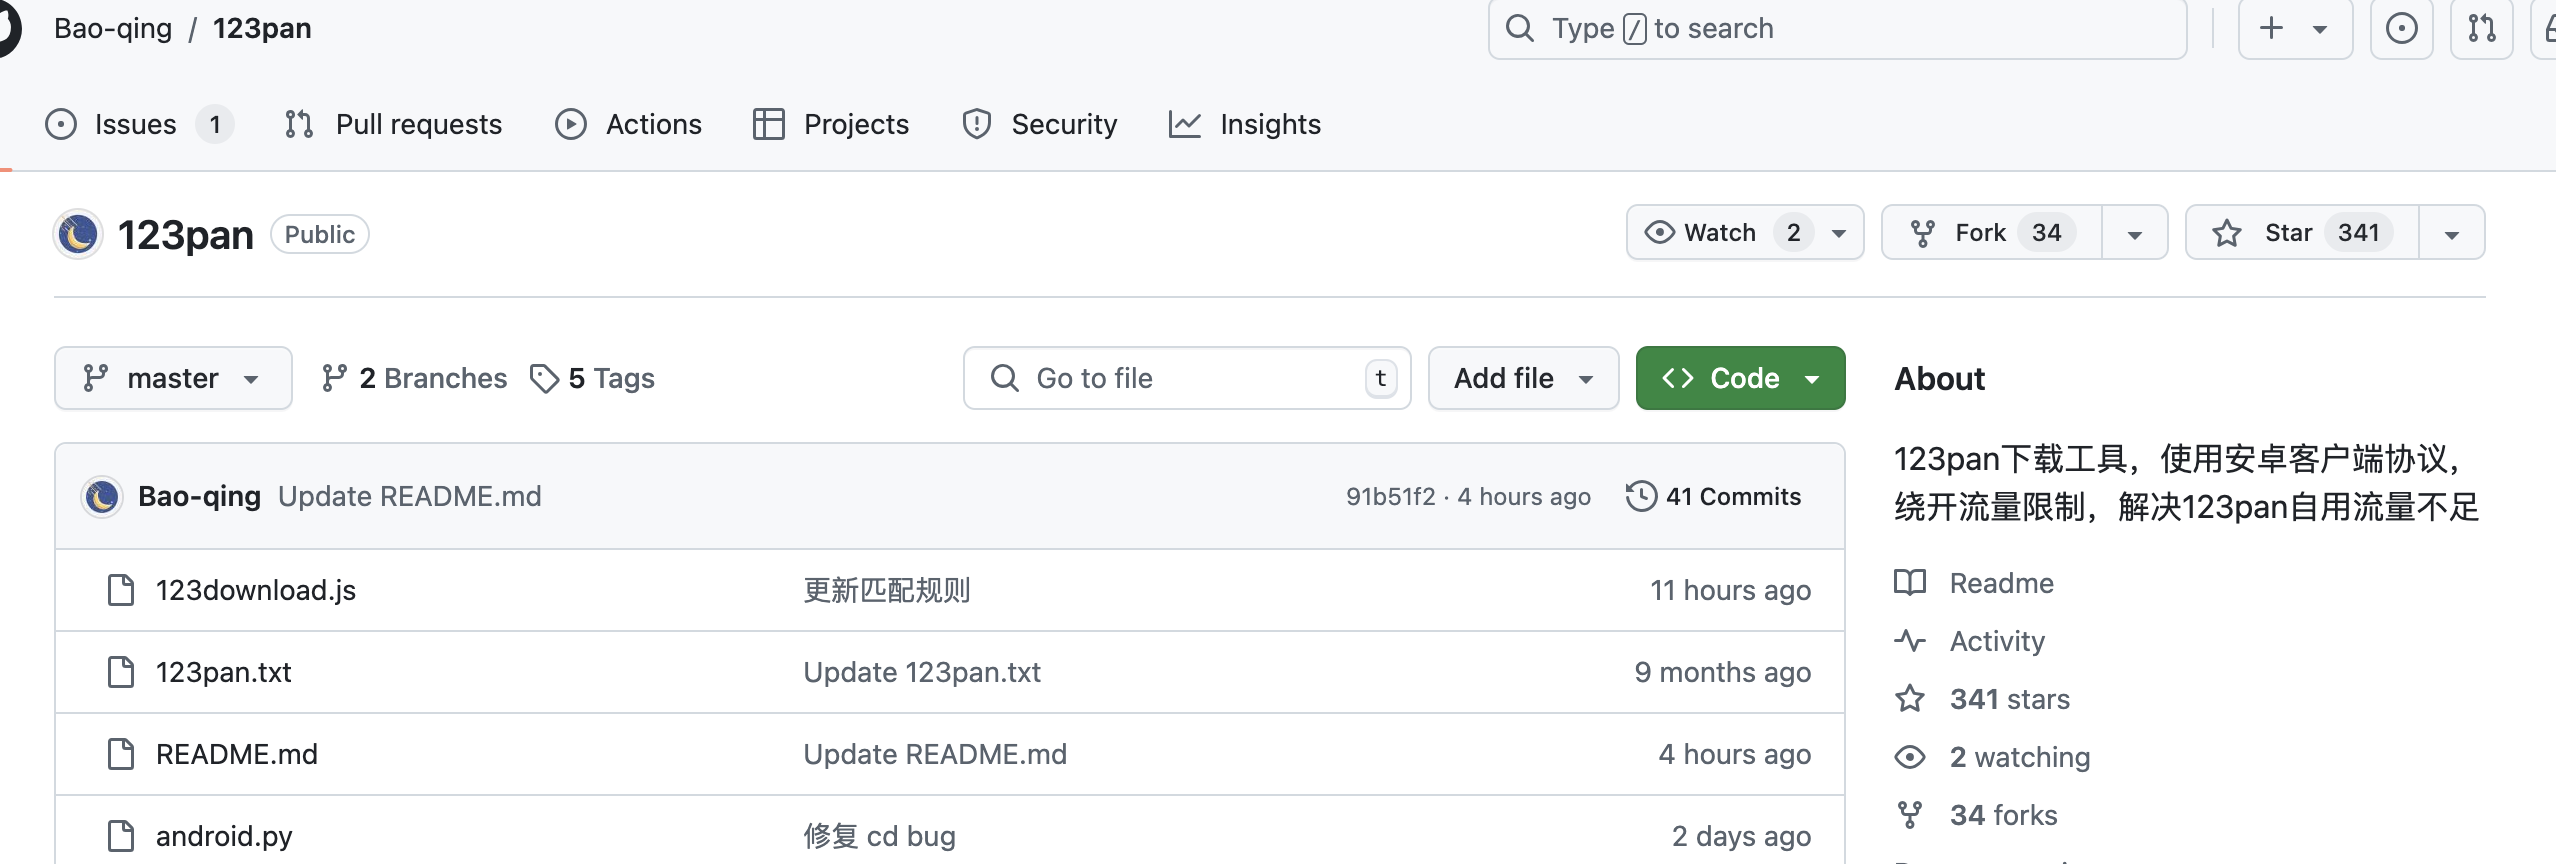 Bao-qing / 123pan
Type / to search
Issues 1 Pull requests Actions Projects Security Insights
123pan Public
Watch 2 Fork 34 Star 341
master 2 Branches 5 Tags Go to file t Add file Code
About
123pan下载工具，使用安卓客户端协议，
绕开流量限制，解决123pan自用流量不足
Bao-qing Update README.md 91b51f2 · 4 hours ago 41 Commits
123download.js 更新匹配规则 11 hours ago
123pan.txt Update 123pan.txt 9 months ago
README.md Update README.md 4 hours ago
android.py 修复 cd bug 2 days ago
Readme
Activity
341 stars
2 watching
34 forks